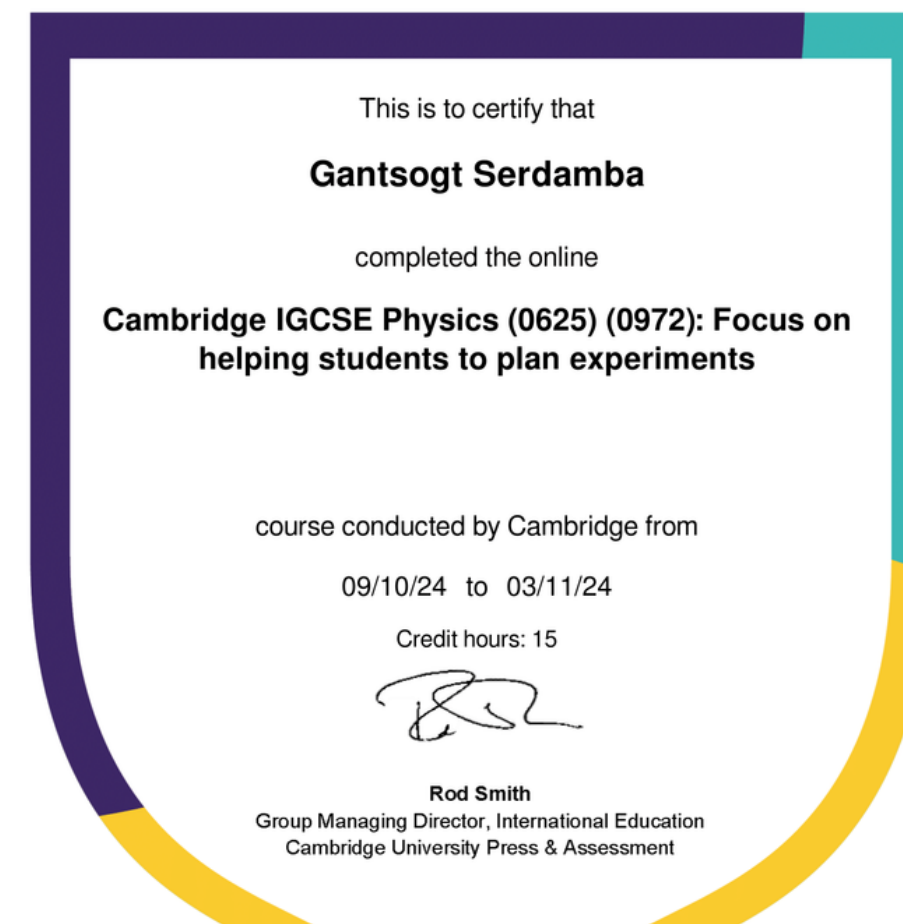 This is to certify that
Gantsogt Serdamba
completed the online
Cambridge IGCSE Physics (0625) (0972): Focus on
helping students to plan experiments
course conducted by Cambridge from
09/10/24 to 03/11/24
Credit hours: 15
Rod Smith
Group Managing Director, International Education
Cambridge University Press & Assessment